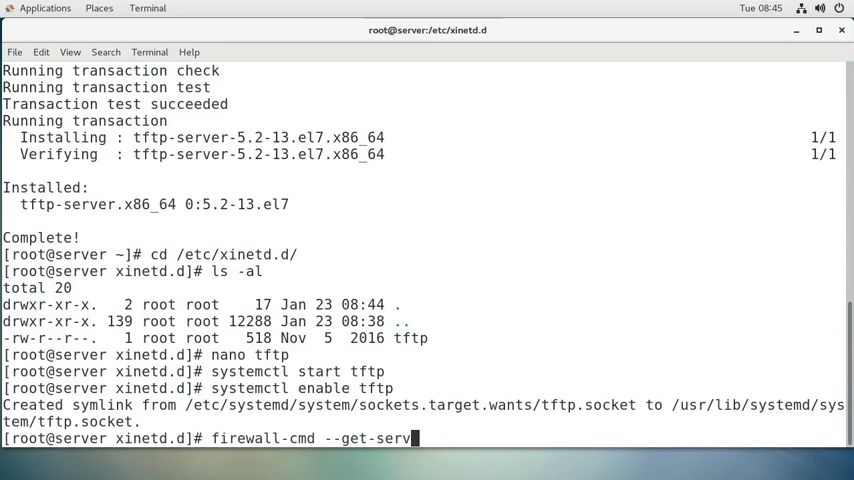 Applications Places Terminal Tue 08:45
root@server:/etc/xinetd.d
File Edit View Search Terminal Help
Running transaction check
Running transaction test
Transaction test succeeded
Running transaction
  Installing : tftp-server-5.2-13.el7.x86_64 1/1
  Verifying  : tftp-server-5.2-13.el7.x86_64 1/1
Installed:
  tftp-server.x86_64 0:5.2-13.el7
Complete!
[root@server ~]# cd /etc/xinetd.d/
[root@server xinetd.d]# ls -al
total 20
drwxr-xr-x.   2 root root    17 Jan 23 08:44 .
drwxr-xr-x. 139 root root 12288 Jan 23 08:38 ..
-rw-r--r--.   1 root root   518 Nov  5  2016 tftp
[root@server xinetd.d]# nano tftp
[root@server xinetd.d]# systemctl start tftp
[root@server xinetd.d]# systemctl enable tftp
Created symlink from /etc/systemd/system/sockets.target.wants/tftp.socket to /usr/lib/systemd/sys
tem/tftp.socket.
[root@server xinetd.d]# firewall-cmd --get-serv